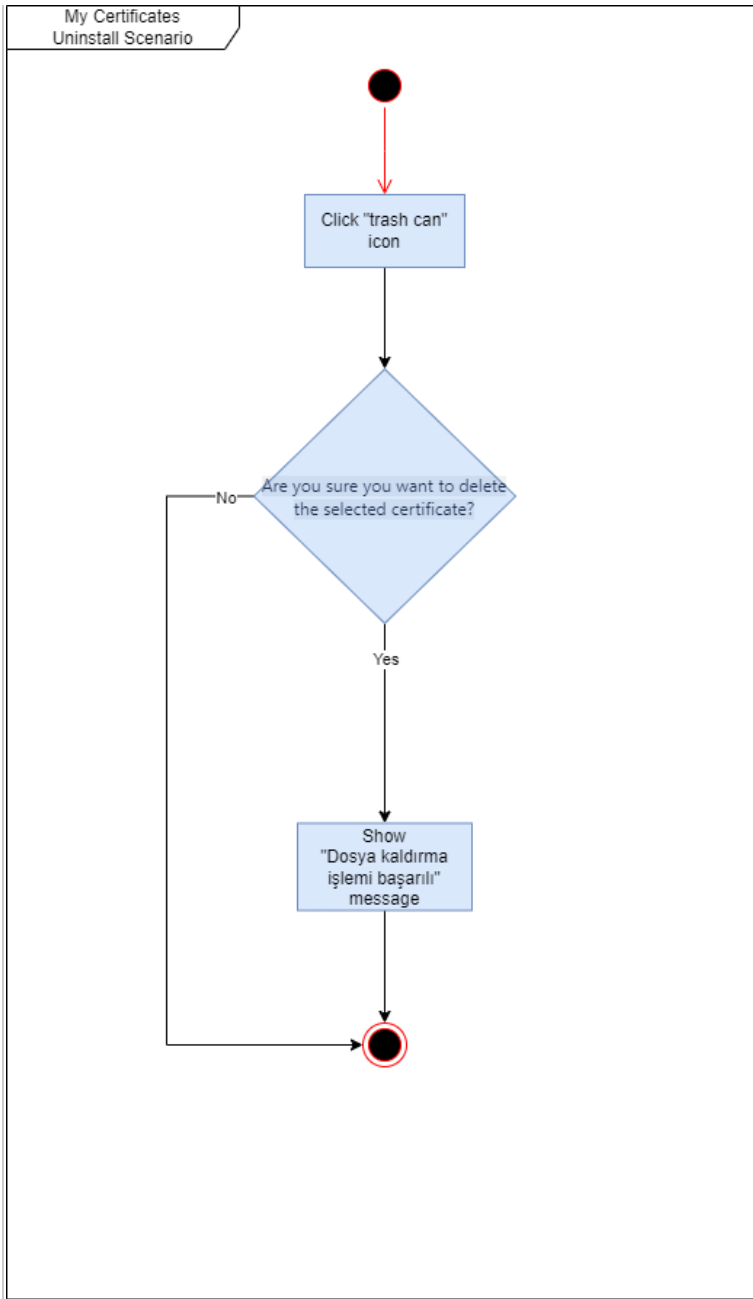 My Certificates
Uninstall Scenario
Click "trash can"
icon
Are you sure you want to delete
the selected certificate?
No
Yes
Show
"Dosya kaldırma
işlemi başarılı"
message